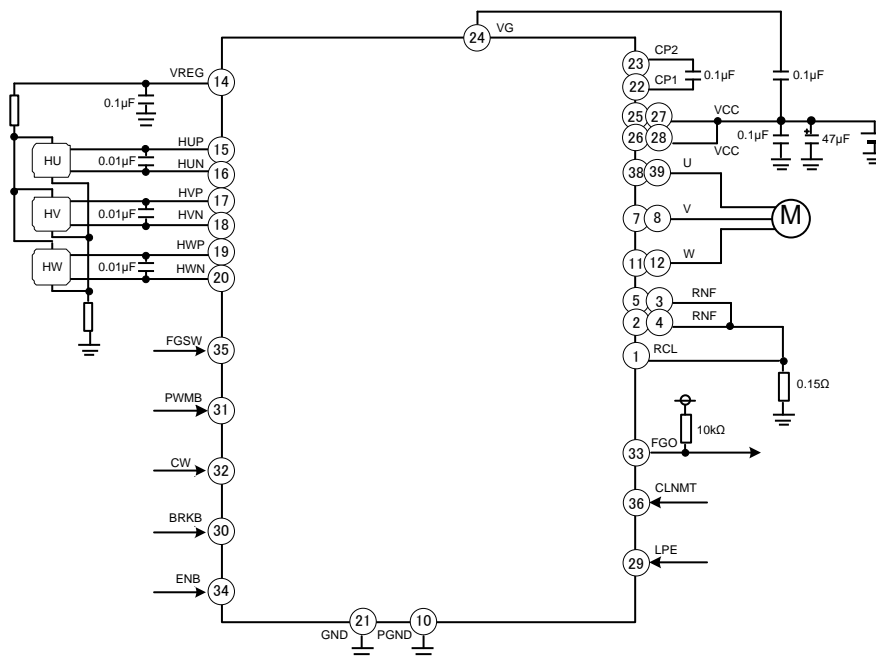 VG
24
CP2
23
VREG
14
CP1
22
0.1µF
0.1µF
0.1µF
25 27
VCC
HUP
15
26 28
VCC
0.1µF
47µF
HU
0.01µF
HUN
16
38 39
U
HVP
17
HV
0.01µF
HVN
18
7 8
V
M
HWP
19
HW
0.01µF
HWN
20
11 12
W
5 3
RNF
2 4
RNF
FGSW
35
1
RCL
0.15Ω
PWMB
31
10kΩ
33
FGO
CW
32
36
CLNMT
BRKB
30
29
LPE
ENB
34
21
10
GND
PGND